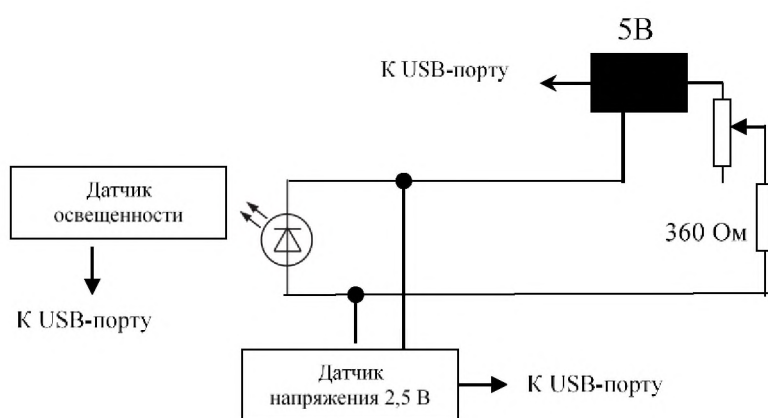 5В
К USB-порту
Датчик
освещенности
360 Ом
К USB-порту
Датчик
напряжения 2,5 В
К USB-порту